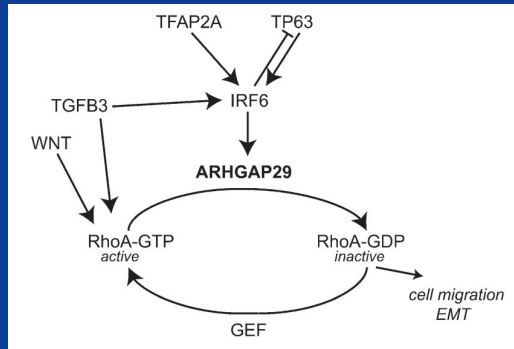 TFAP2A TP63
TGFB3 IRF6
WNT
ARHGAP29
RhoA-GTP RhoA-GDP
active inactive
cell migration
EMT
GEF